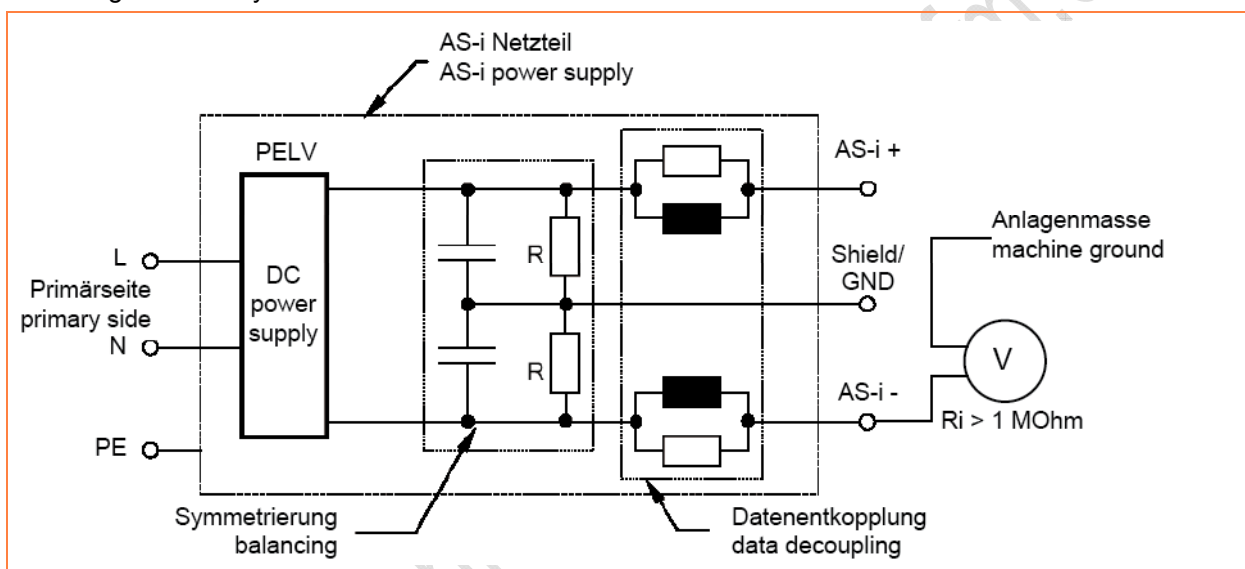 AS-i Netzteil
AS-i power supply
PELV
AS-i +
L
Primärseite
primary side
N
DC
power
supply
R
R
Shield/
GND
Anlagenmasse
machine ground
V
AS-i -
Ri > 1 MOhm
PE
Symmetrierung
balancing
Datenentkopplung
data decoupling